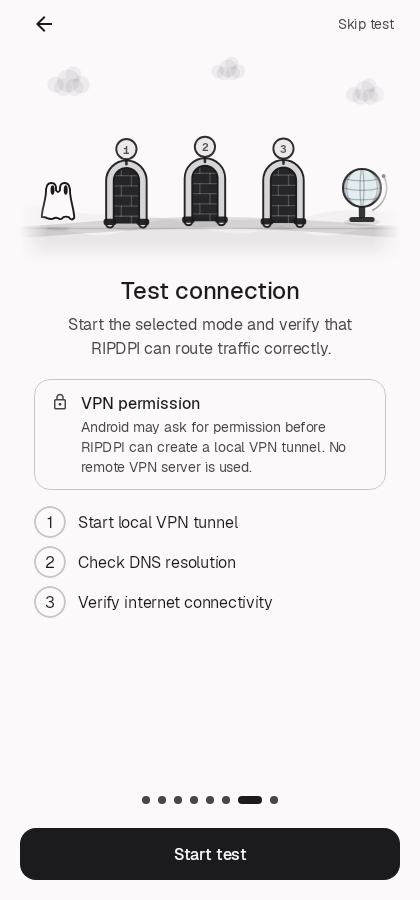 Skip test
1
2
3
Test connection
Start the selected mode and verify that
RIPDPI can route traffic correctly.
VPN permission
Android may ask for permission before
RIPDPI can create a local VPN tunnel. No
remote VPN server is used.
1 Start local VPN tunnel
2 Check DNS resolution
3 Verify internet connectivity
Start test